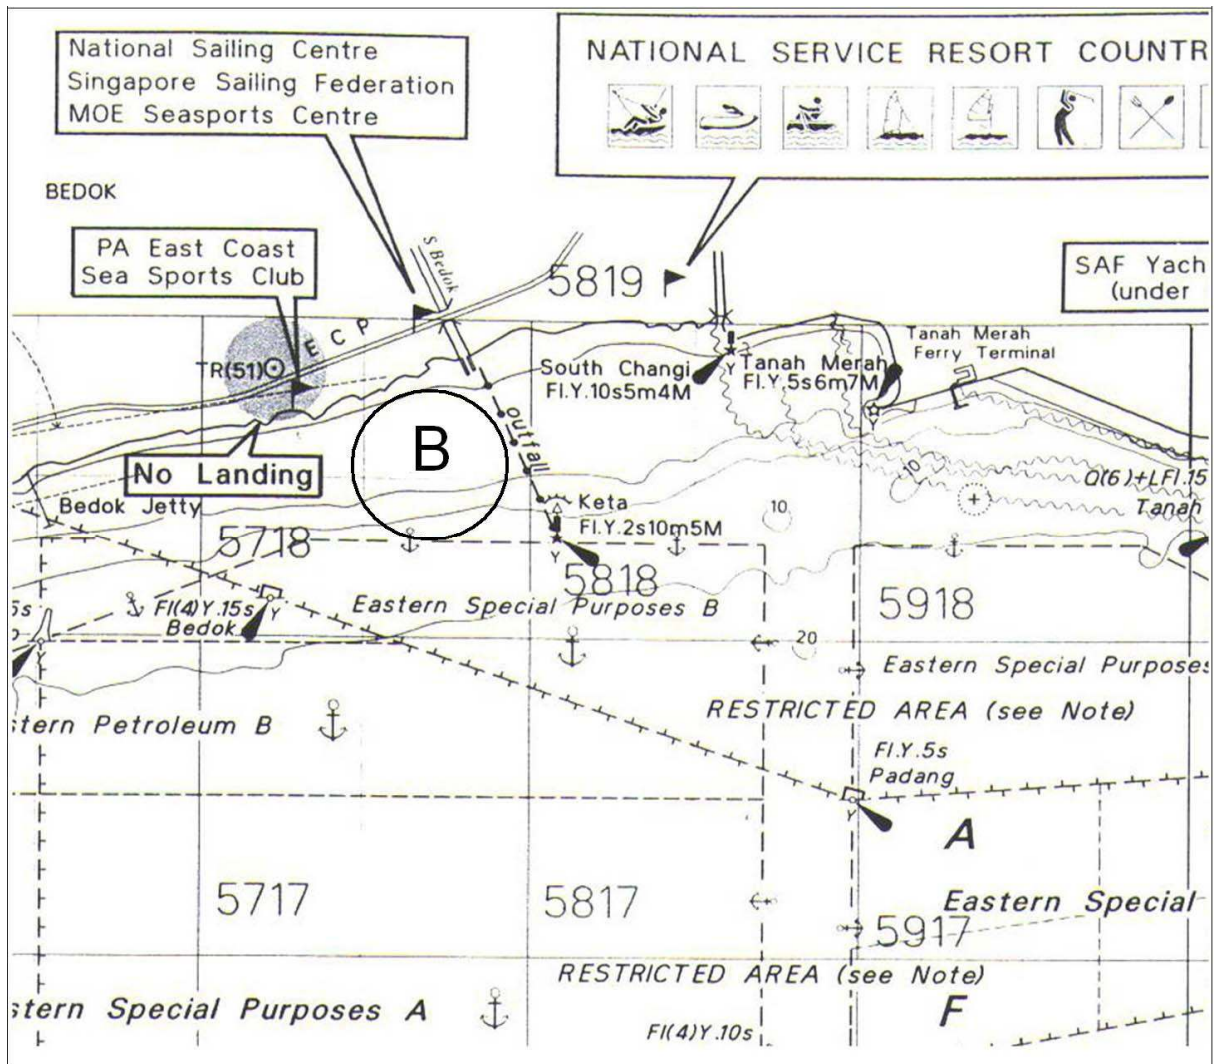 National Sailing Centre
Singapore Sailing Federation
MOE Seasports Centre
NATIONAL SERVICE RESORT COUNTR
BEDOK
PA East Coast
Sea Sports Club
S. Bedok
5819
SAF Yach
(under
E C P
TR(51)
South Changi
Fl.Y.10s5m4M
Y
Tanah Merah
Fl.Y.5s6m7M
Y
Tanah Merah
Ferry Terminal
B
outfall
No Landing
Bedok Jetty
Keta
Fl.Y.2s10m5M
Y
10
10
Q(6)+LFl.15
Tanah
5718
5818
5918
Fl(4)Y.15s
Bedok
Y
Eastern Special Purposes B
20
Eastern Special Purposes
Y
stern Petroleum B
RESTRICTED AREA (see Note)
Fl.Y.5s
Padang
Y
A
5717
5817
Eastern Special
5917
RESTRICTED AREA (see Note)
stern Special Purposes A
F
Fl(4)Y.10s